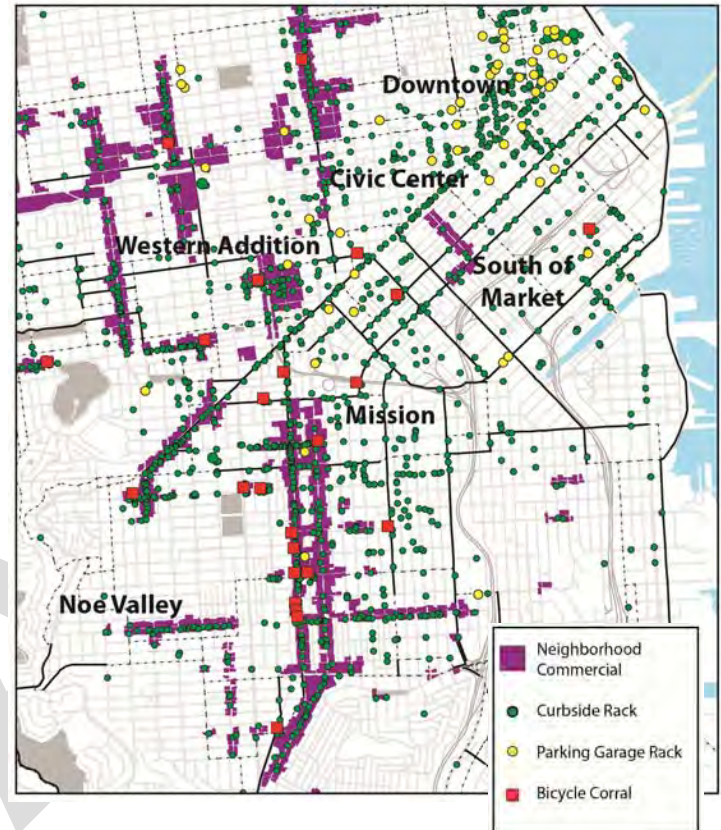 Downtown
Civic Center
Western Addition
South of
Market
Mission
Noe Valley
Neighborhood
Commercial
Curbside Rack
Parking Garage Rack
Bicycle Corral